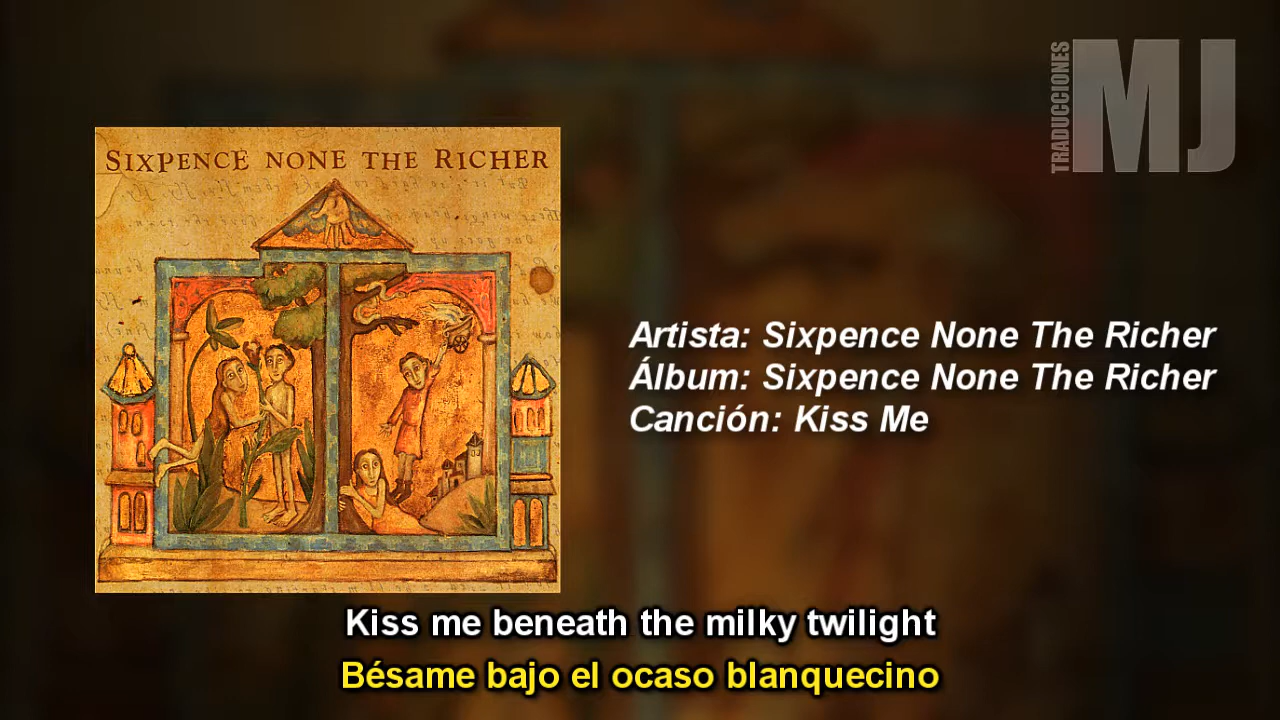 TRADUCCIONES
MJ
SIXPENCE NONE THE RICHER
Artista: Sixpence None The Richer
Álbum: Sixpence None The Richer
Canción: Kiss Me
Kiss me beneath the milky twilight
Bésame bajo el ocaso blanquecino